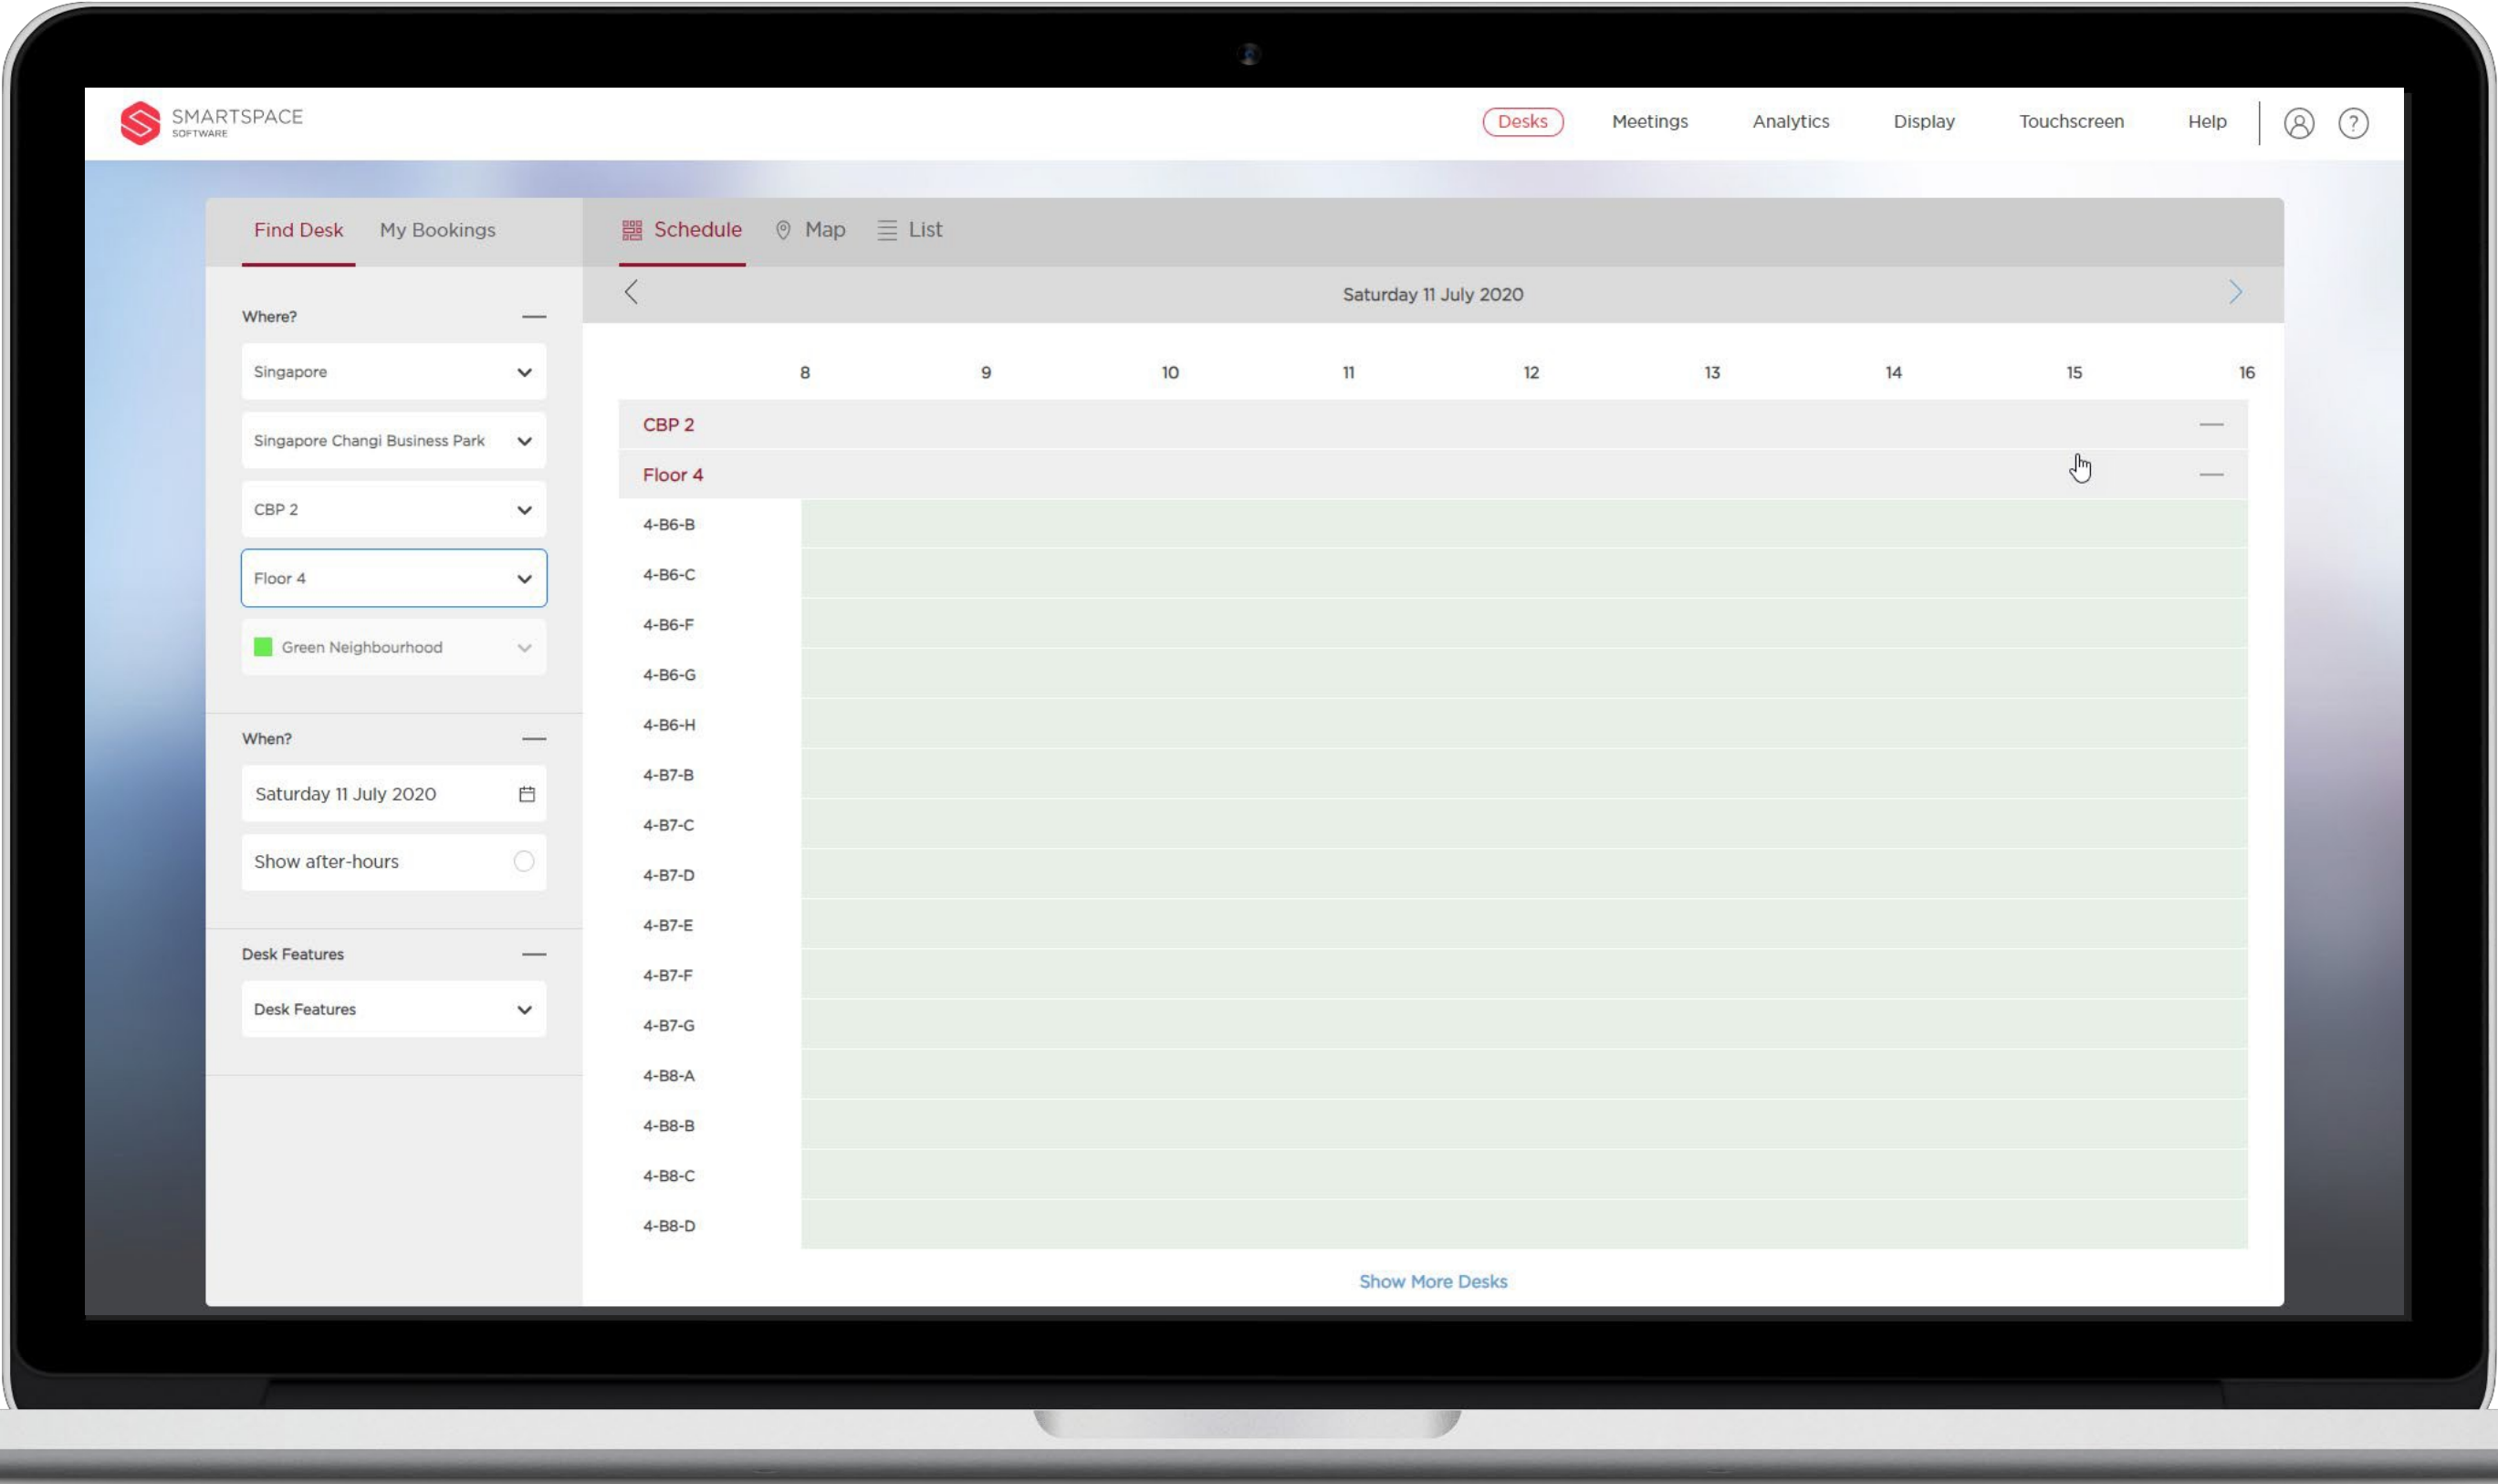 SMARTSPACE
SOFTWARE
Desks Meetings Analytics Display Touchscreen Help ?
Find Desk My Bookings
Schedule Map List
Saturday 11 July 2020
Where?
Singapore
Singapore Changi Business Park
CBP 2
Floor 4
Green Neighbourhood
When?
Saturday 11 July 2020
Show after-hours
Desk Features
Desk Features
8 9 10 11 12 13 14 15 16
CBP 2
Floor 4
4-B6-B
4-B6-C
4-B6-F
4-B6-G
4-B6-H
4-B7-B
4-B7-C
4-B7-D
4-B7-E
4-B7-F
4-B7-G
4-B8-A
4-B8-B
4-B8-C
4-B8-D
Show More Desks